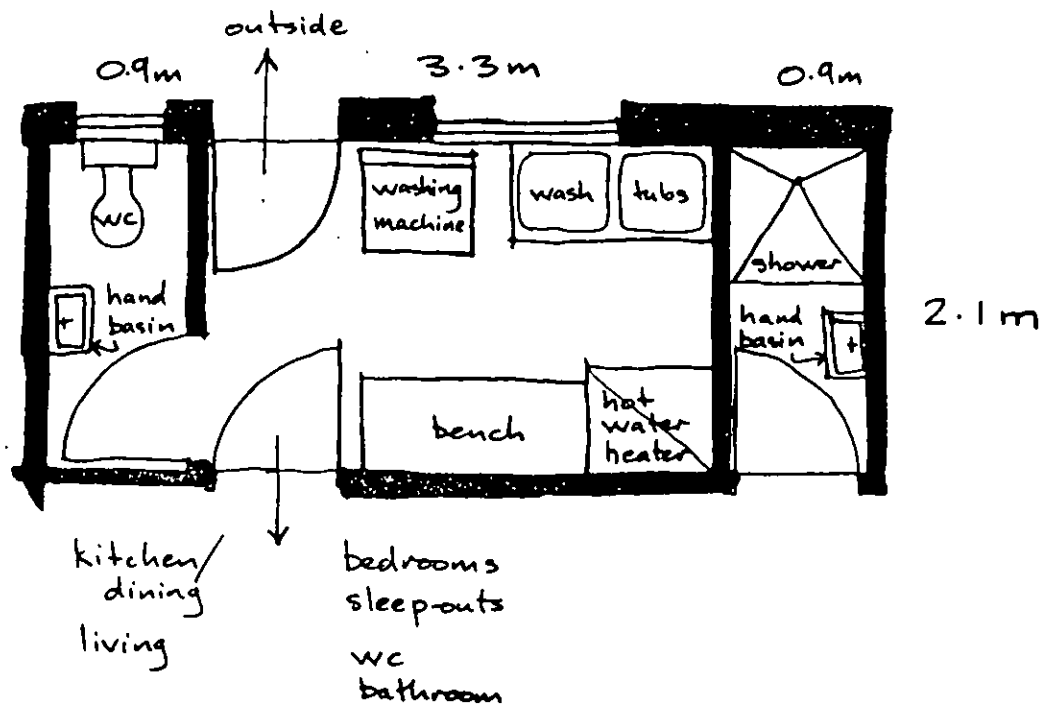 outside
0.9m
3.3m
0.9m
washing
machine
wash
tubs
wc
shower
hand
basin
hand
basin
2.1m
bench
hot
water
heater
kitchen/
dining
living
bedrooms
sleep-outs
wc
bathroom